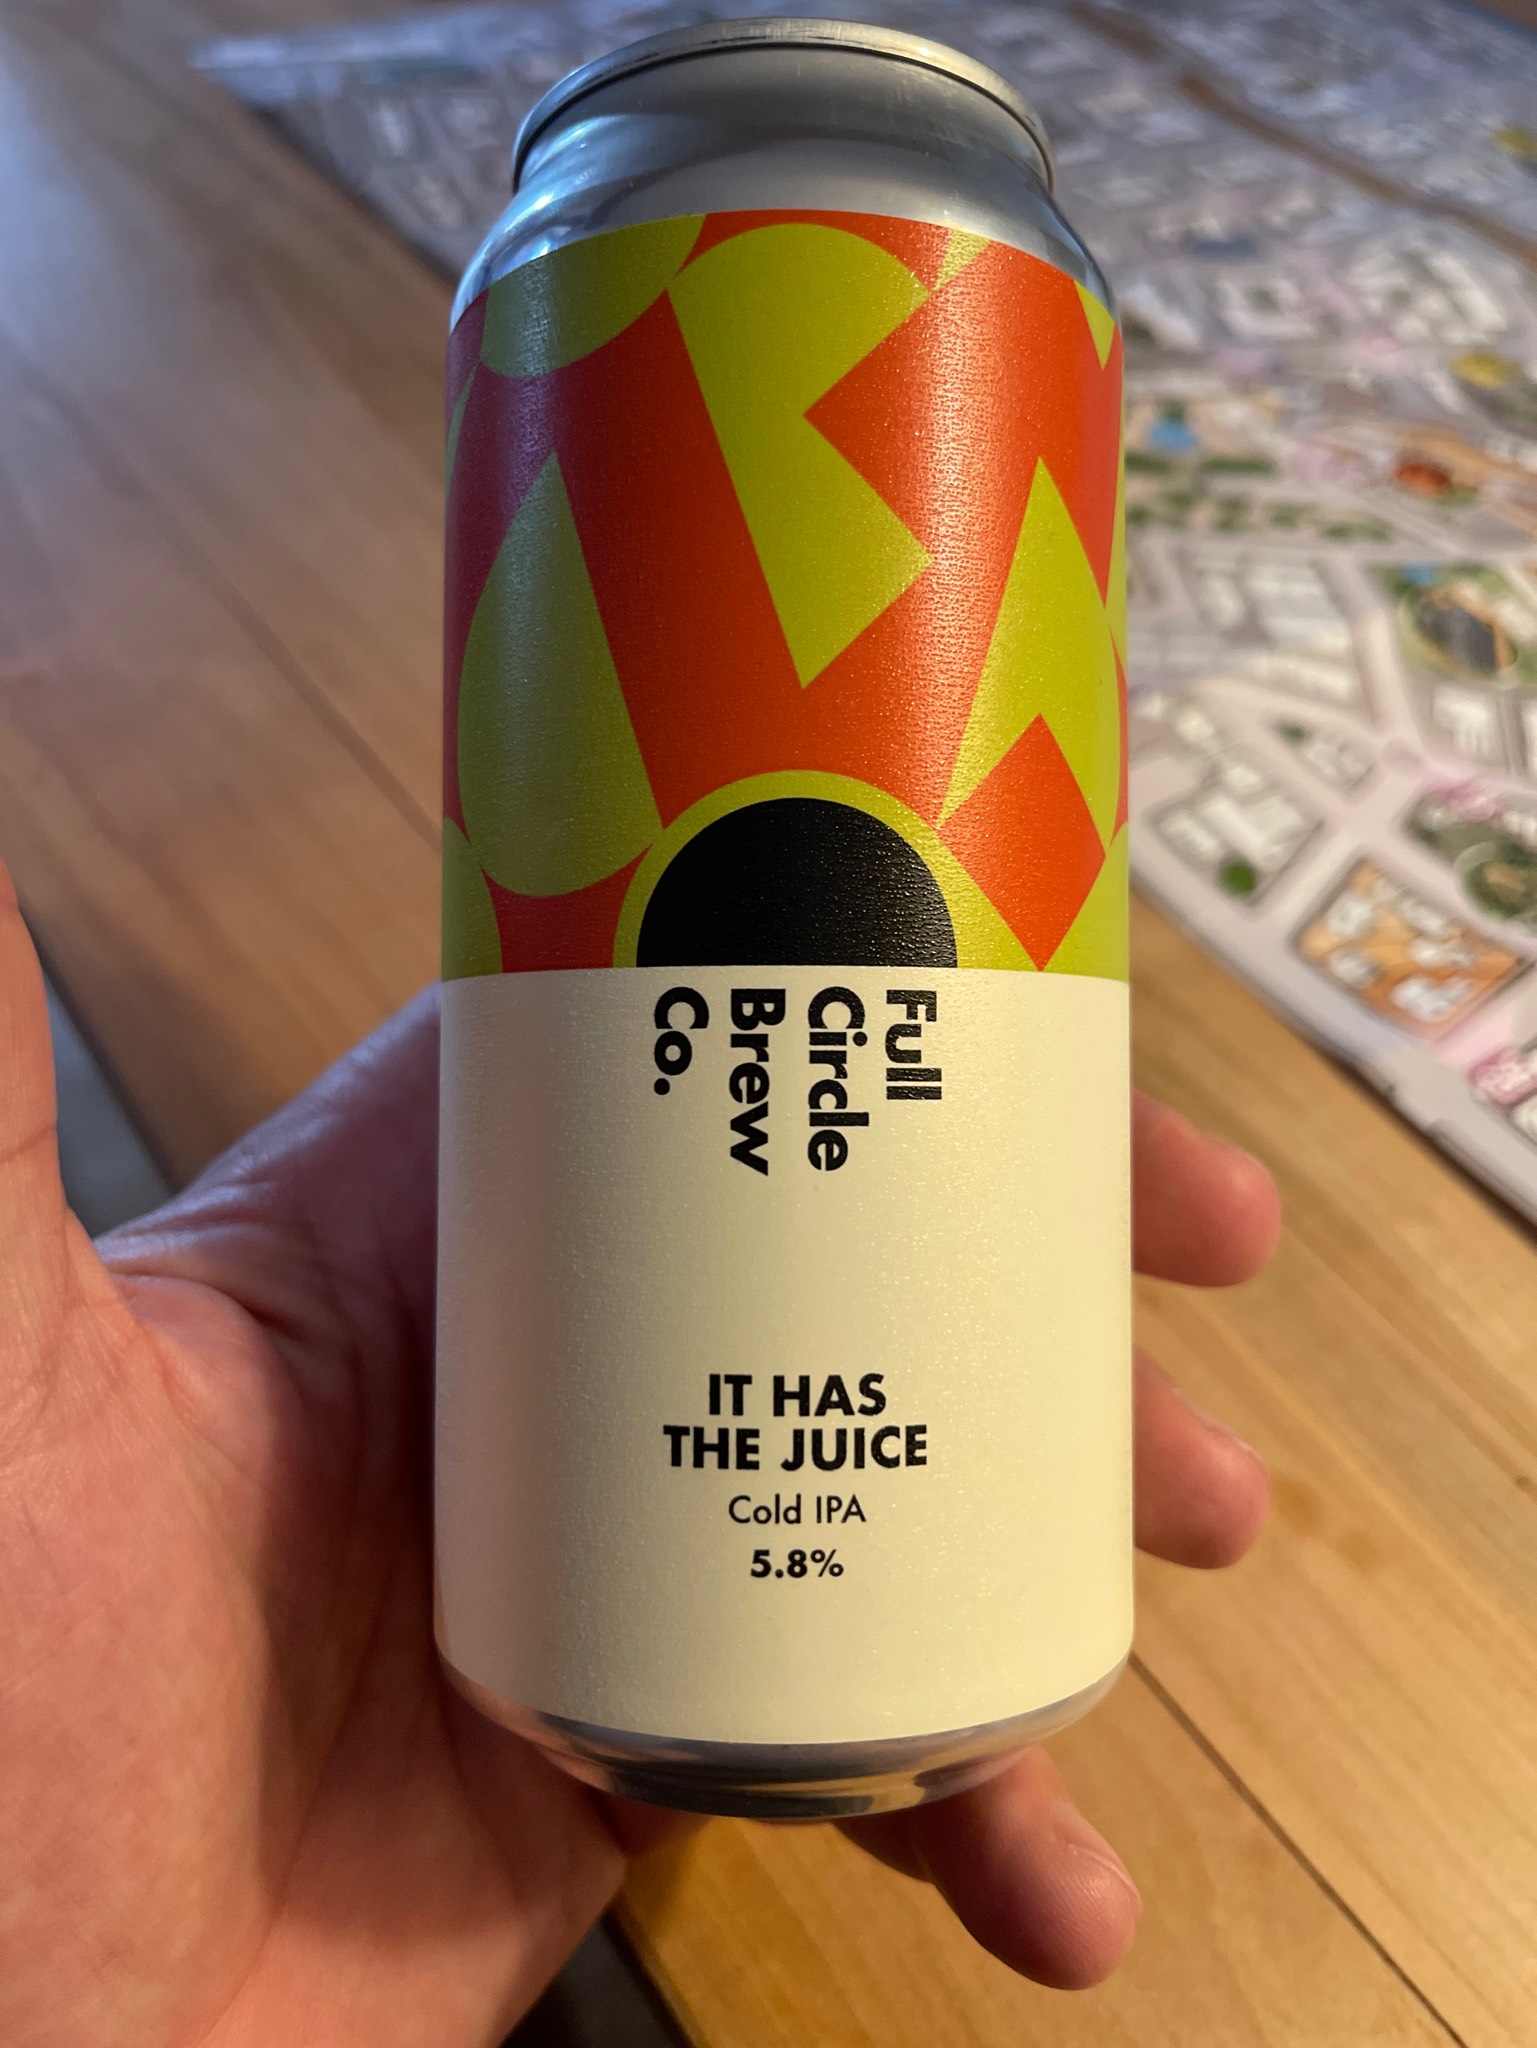 Full
Circle
Brew
Co.
IT HAS
THE JUICE
Cold IPA
5.8%